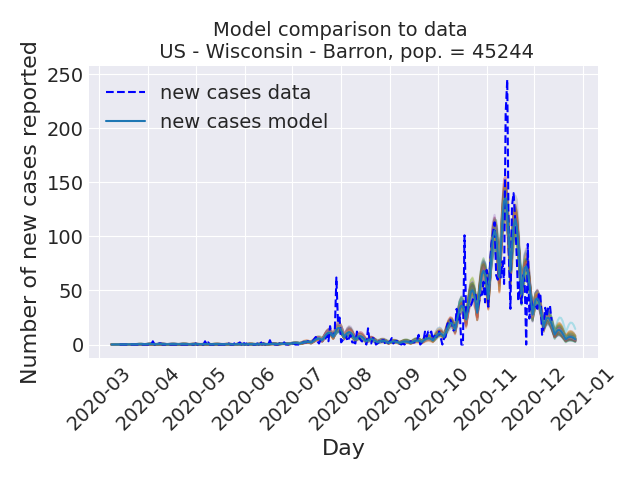 Model comparison to data
US - Wisconsin - Barron, pop. = 45244
Number of new cases reported
250
200
150
100
50
0
new cases data
new cases model
2020-03
2020-04
2020-05
2020-06
2020-07
2020-08
2020-09
2020-10
2020-11
2020-12
2021-01
Day